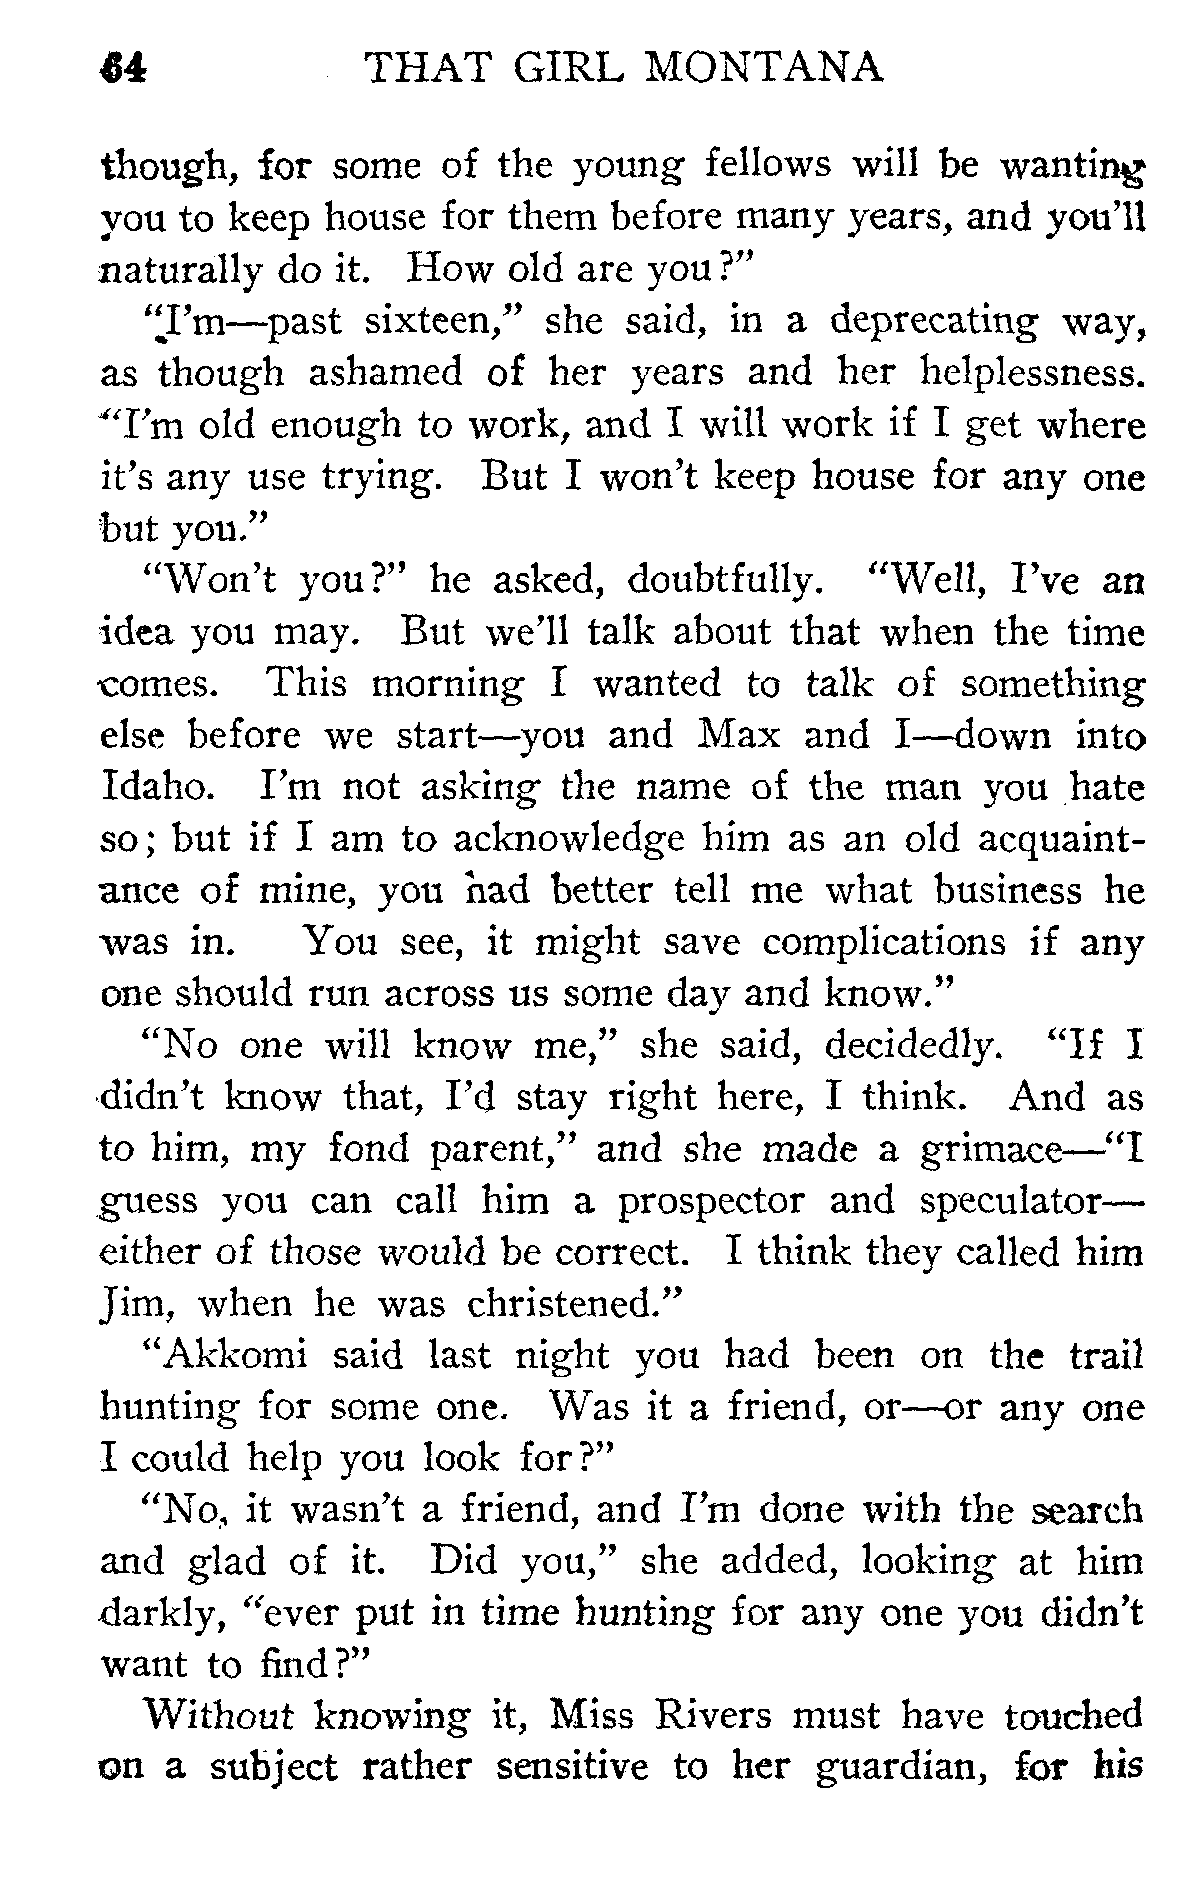 64 THAT GIRL MONTANA
though, for some of the young fellows will be wanting
you to keep house for them before many years, and you'll
naturally do it. How old are you?"
"I'm—past sixteen," she said, in a deprecating way,
as though ashamed of her years and her helplessness.
"I'm old enough to work, and I will work if I get where
it's any use trying. But I won't keep house for any one
but you."
"Won't you?" he asked, doubtfully. "Well, I've an
idea you may. But we'll talk about that when the time
comes. This morning I wanted to talk of something
else before we start—you and Max and I—down into
Idaho. I'm not asking the name of the man you hate
so; but if I am to acknowledge him as an old acquaint-
ance of mine, you had better tell me what business he
was in. You see, it might save complications if any
one should run across us some day and know."
"No one will know me," she said, decidedly. "If I
didn't know that, I'd stay right here, I think. And as
to him, my fond parent," and she made a grimace—"I
guess you can call him a prospector and speculator—
either of those would be correct. I think they called him
Jim, when he was christened."
"Akkomi said last night you had been on the trail
hunting for some one. Was it a friend, or—or any one
I could help you look for?"
"No, it wasn't a friend, and I'm done with the search
and glad of it. Did you," she added, looking at him
darkly, "ever put in time hunting for any one you didn't
want to find?"
Without knowing it, Miss Rivers must have touched
on a subject rather sensitive to her guardian, for his